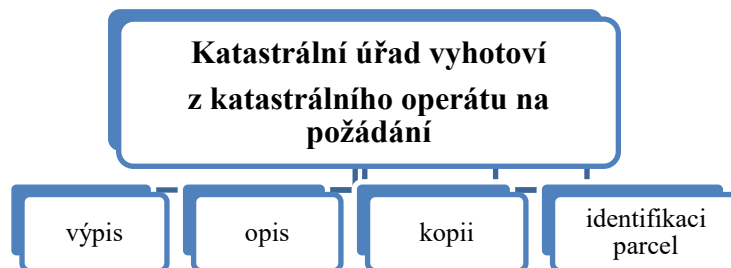 Katastrální úřad vyhotoví
z katastrálního operátu na
požádání
výpis
opis
kopii
identifikaci
parcel